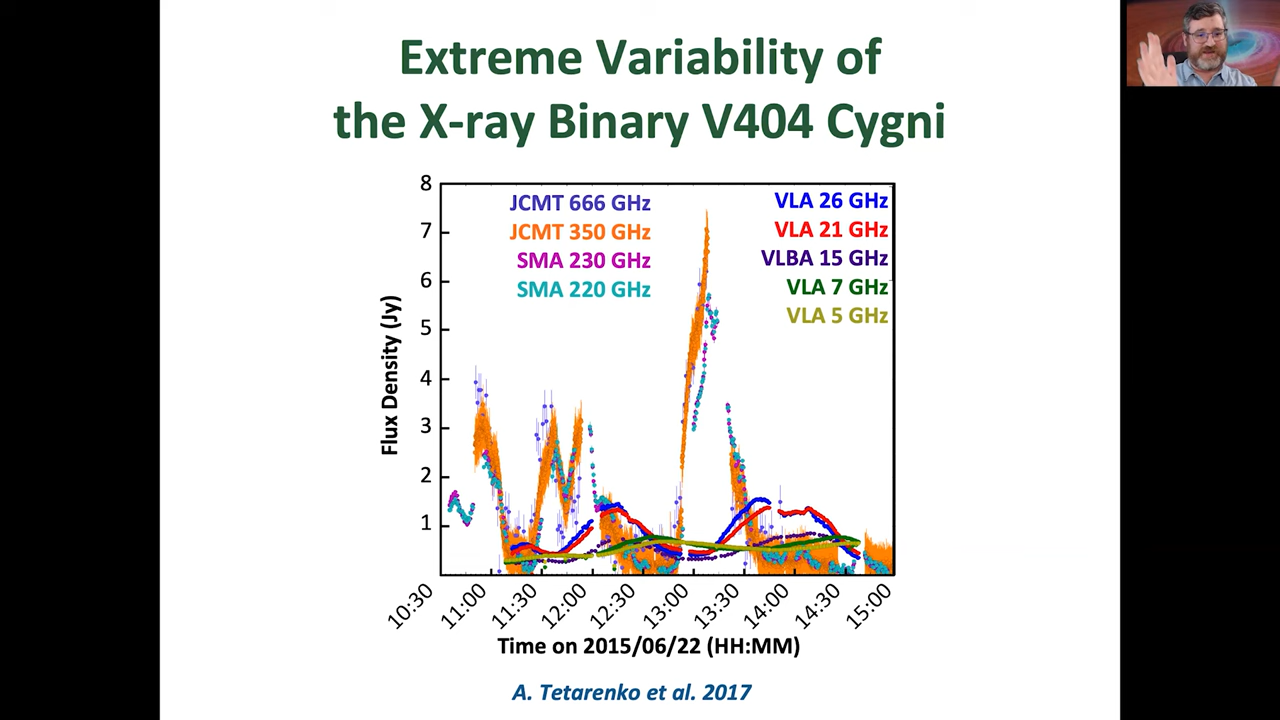 Extreme Variability of
the X-ray Binary V404 Cygni
8
7
6
5
4
3
2
1
Flux Density (Jy)
JCMT 666 GHz
JCMT 350 GHz
SMA 230 GHz
SMA 220 GHz
VLA 26 GHz
VLA 21 GHz
VLBA 15 GHz
VLA 7 GHz
VLA 5 GHz
10:30
11:00
11:30
12:00
12:30
13:00
13:30
14:00
14:30
15:00
Time on 2015/06/22 (HH:MM)
A. Tetarenko et al. 2017